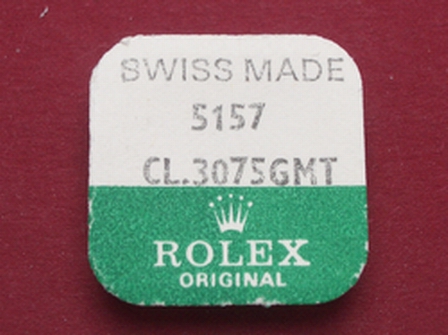 SWISS MADE
5157
CL.3075GMT
ROLEX
ORIGINAL